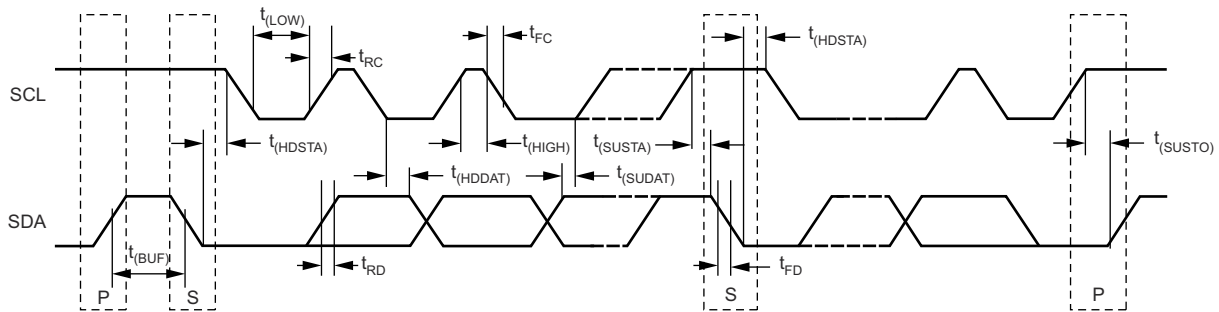 t(LOW)
tRC
tFC
t(HDSTA)
SCL
t(HDSTA)
t(HIGH)
t(SUSTA)
t(SUSTO)
t(HDDAT)
t(SUDAT)
SDA
t(BUF)
tRD
tFD
P
S
S
P